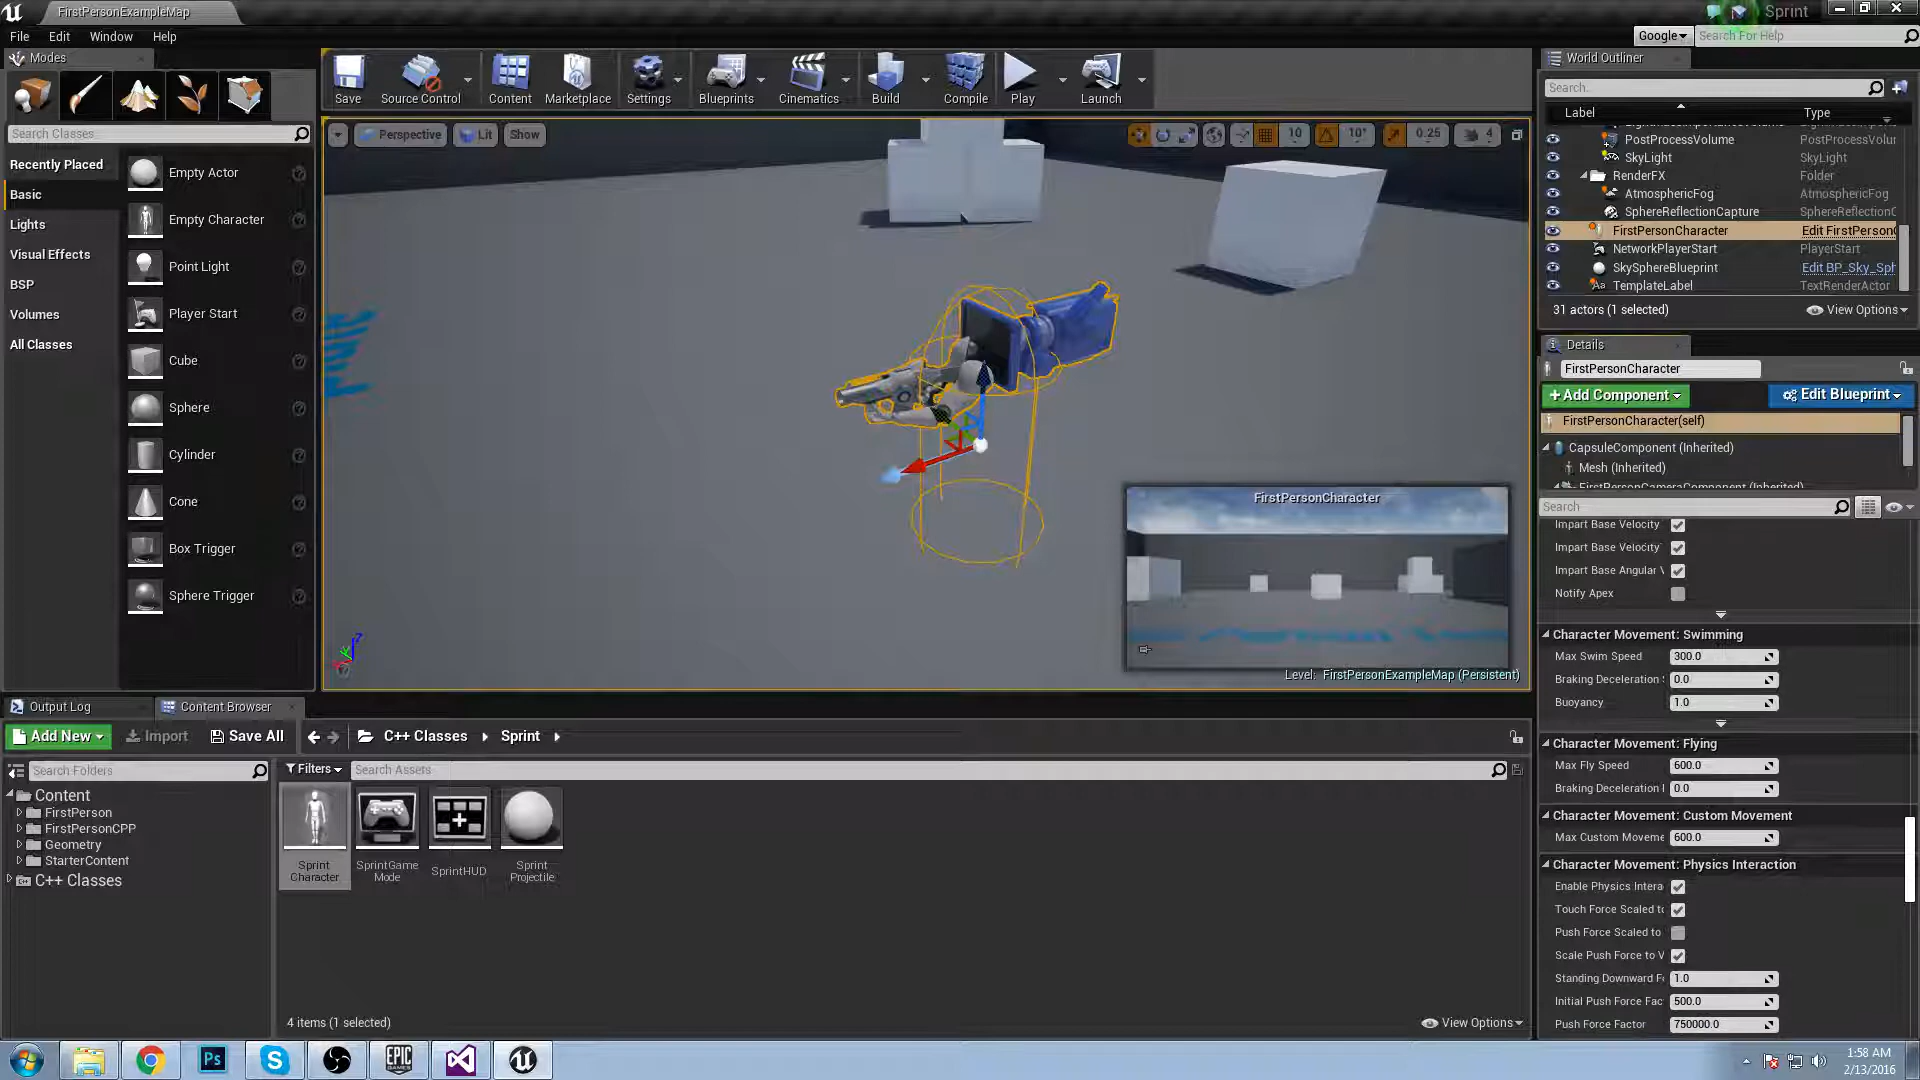 FirstPersonExampleMap
Sprint
File Edit Window Help
Google
Search For Help
Modes
Search Classes
Recently Placed
Basic
Lights
Visual Effects
BSP
Volumes
All Classes
Empty Actor
Empty Character
Point Light
Player Start
Cube
Sphere
Cylinder
Cone
Box Trigger
Sphere Trigger
Save
Source Control
Content
Marketplace
Settings
Blueprints
Cinematics
Build
Compile
Play
Launch
Perspective
Lit
Show
10
10°
0.25
4
FirstPersonCharacter
Level: FirstPersonExampleMap (Persistent)
World Outliner
Search.
Label Type
PostProcessVolume PostProcessVolur
SkyLight SkyLight
RenderFX Folder
AtmosphericFog AtmosphericFog
SphereReflectionCapture SphereReflectionC
FirstPersonCharacter Edit FirstPersonC
NetworkPlayerStart PlayerStart
SkySphereBlueprint Edit BP_Sky_Sph
TemplateLabel TextRenderActor
31 actors (1 selected)
View Options
Details
FirstPersonCharacter
+Add Component
Edit Blueprint
FirstPersonCharacter(self)
CapsuleComponent (Inherited)
Mesh (Inherited)
FirstPersonCameraComponent (Inherited)
Search
Impart Base Velocity
Impart Base Velocity
Impart Base Angular V
Notify Apex
Character Movement: Swimming
Max Swim Speed 300.0
Braking Deceleration S 0.0
Buoyancy 1.0
Character Movement: Flying
Max Fly Speed 600.0
Braking Deceleration 0.0
Character Movement: Custom Movement
Max Custom Moveme 600.0
Character Movement: Physics Interaction
Enable Physics Intera
Touch Force Scaled to
Push Force Scaled to
Scale Push Force to V
Standing Downward Fo 1.0
Initial Push Force Fac 500.0
Push Force Factor 750000.0
Output Log
Content Browser
Add New
Import
Save All
C++ Classes
Sprint
Search Folders
Filters
Search Assets
Content
FirstPerson
FirstPersonCPP
Geometry
StarterContent
C++ Classes
Sprint
Character
SprintGame
Mode
SprintHUD
Sprint
Projectile
4 items (1 selected)
View Options
Ps
S
EPIC
GAMES
1:58 AM
2/13/2016